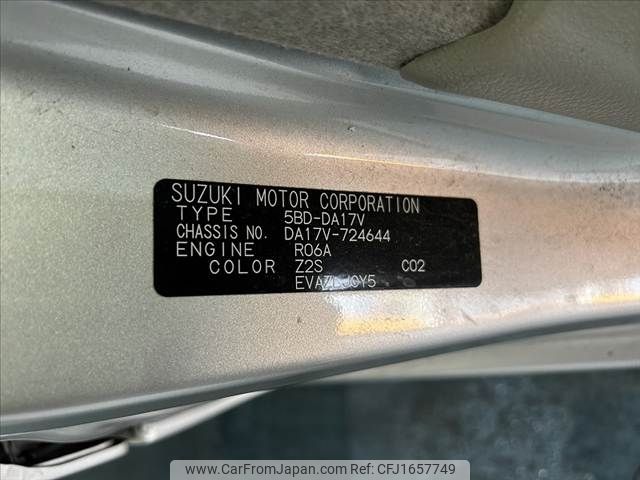 SUZUKI MOTOR CORPORATION
TYPE 5BD-DA17V
CHASSIS NO. DA17V-724644
ENGINE R06A
COLOR Z2S C02
www.CarFromJapan.com - Ref No: CFJ1657749